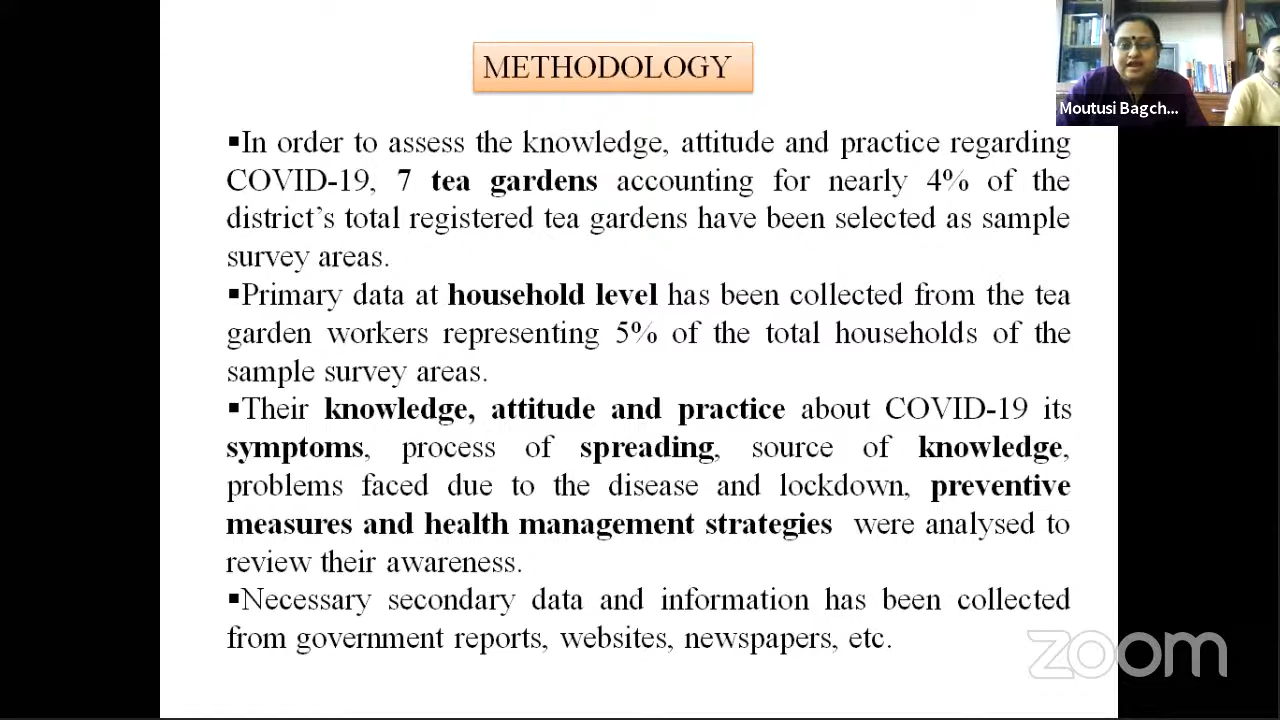 METHODOLOGY
Moutusi Bagch...
▪In order to assess the knowledge, attitude and practice regarding
COVID-19, 7 tea gardens accounting for nearly 4% of the
district's total registered tea gardens have been selected as sample
survey areas.
▪Primary data at household level has been collected from the tea
garden workers representing 5% of the total households of the
sample survey areas.
▪Their knowledge, attitude and practice about COVID-19 its
symptoms, process of spreading, source of knowledge,
problems faced due to the disease and lockdown, preventive
measures and health management strategies were analysed to
review their awareness.
▪Necessary secondary data and information has been collected
from government reports, websites, newspapers, etc.
zoom